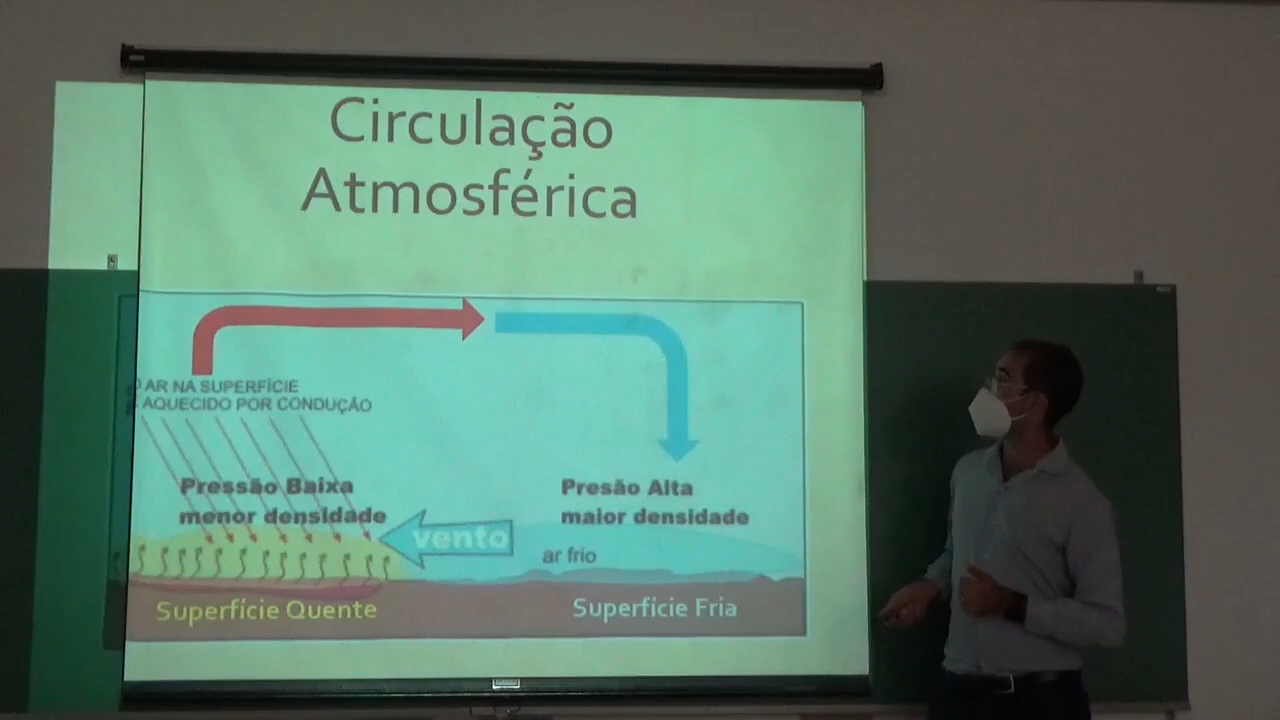 Circulação
Atmosférica
O AR NA SUPERFÍCIE
É AQUECIDO POR CONDUÇÃO
Pressão Baixa
menor densidade
Presão Alta
maior densidade
vento
ar frio
Superfície Quente
Superfície Fria